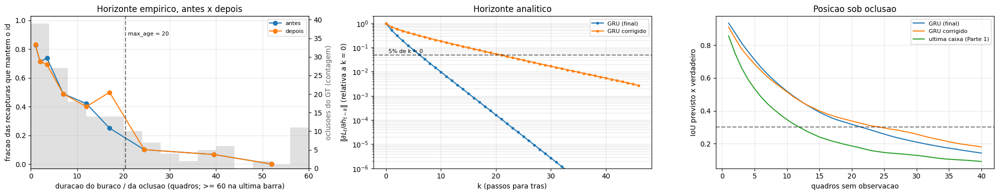 Horizonte empirico, antes x depois
fracao das recapturas que mantem o id
1.0
0.8
0.6
0.4
0.2
0.0
antes
depois
max_age = 20
40
35
30
25
20
15
10
5
0
oclusoes do GT (contagem)
0
10
20
30
40
50
60
duracao do buraco / da oclusao (quadros; >= 60 na ultima barra)
Horizonte analitico
‖∂L_t/∂h_{t−k}‖ (relativa a k = 0)
10^0
10^−1
10^−2
10^−3
10^−4
10^−5
10^−6
GRU (final)
GRU corrigido
5% de k = 0
0
10
20
30
40
k (passos para tras)
Posicao sob oclusao
IoU previsto x verdadeiro
0.8
0.6
0.4
0.2
GRU (final)
GRU corrigido
ultima caixa (Parte 1)
0
5
10
15
20
25
30
35
40
quadros sem observacao